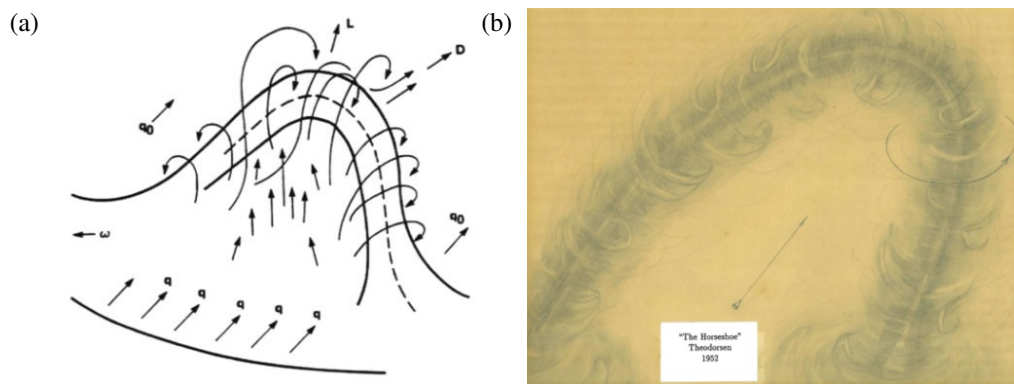 (a)
(b)
L
D
q0
q0
ω
q
q
q
q
q
"The Horseshoe"
Theodorsen
1952